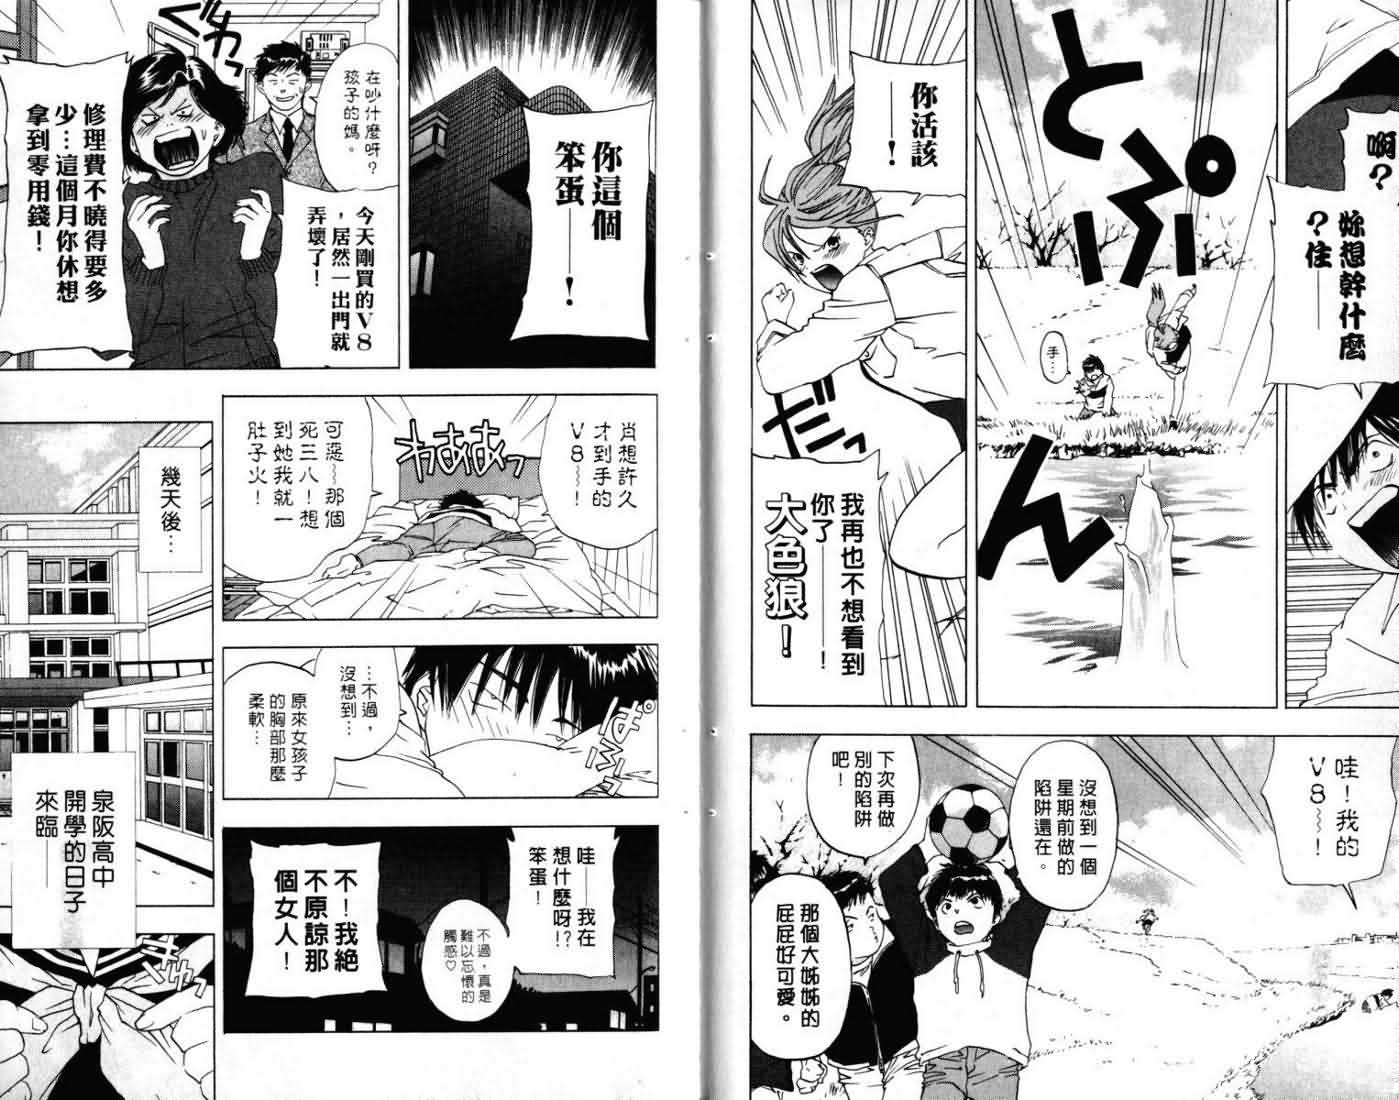 啊?
妳想幹什麼
?住——
とぷん
手…
你活該
——!
だっ
我再也不想看到
你了——!
大色狼!
哇!我的
V8~~!
沒想到一個
星期前做的
陷阱還在。
下次再做
別的陷阱
吧!
那個大姊姊的
屁屁好可愛。
你這個
笨蛋——!
ぐわっ
在吵什麼呀?
孩子的媽。
今天剛買的V8
,居然一出門就
弄壞了!
修理費不曉得要多
少…這個月你休想
拿到零用錢!
肖想許久
才到手的
V8~~!
わあああっ
可惡~~那個
死三八!想
到她我就一
肚子火!
…不過,
沒想到…
原來女孩子
的胸部那麼
柔軟…
哇——我在
想什麼呀!?
笨蛋!
不過,真是
難以忘懷的
觸感♡
不!我絕
不原諒那
個女人!
幾天後…
泉阪高中
開學的日子
來臨——